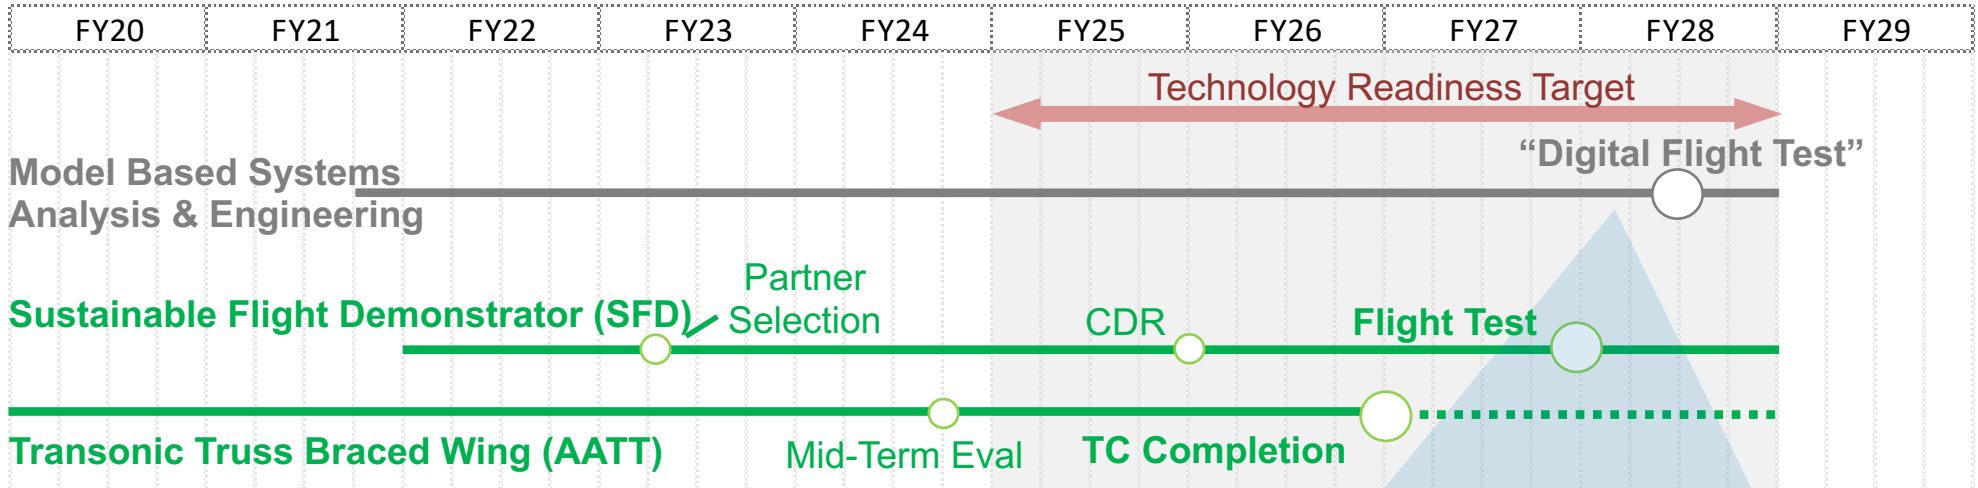 FY20 FY21 FY22 FY23 FY24 FY25 FY26 FY27 FY28 FY29
Technology Readiness Target
“Digital Flight Test”
Model Based Systems
Analysis & Engineering
Partner
Selection
Sustainable Flight Demonstrator (SFD)
CDR
Flight Test
Transonic Truss Braced Wing (AATT)
Mid-Term Eval
TC Completion